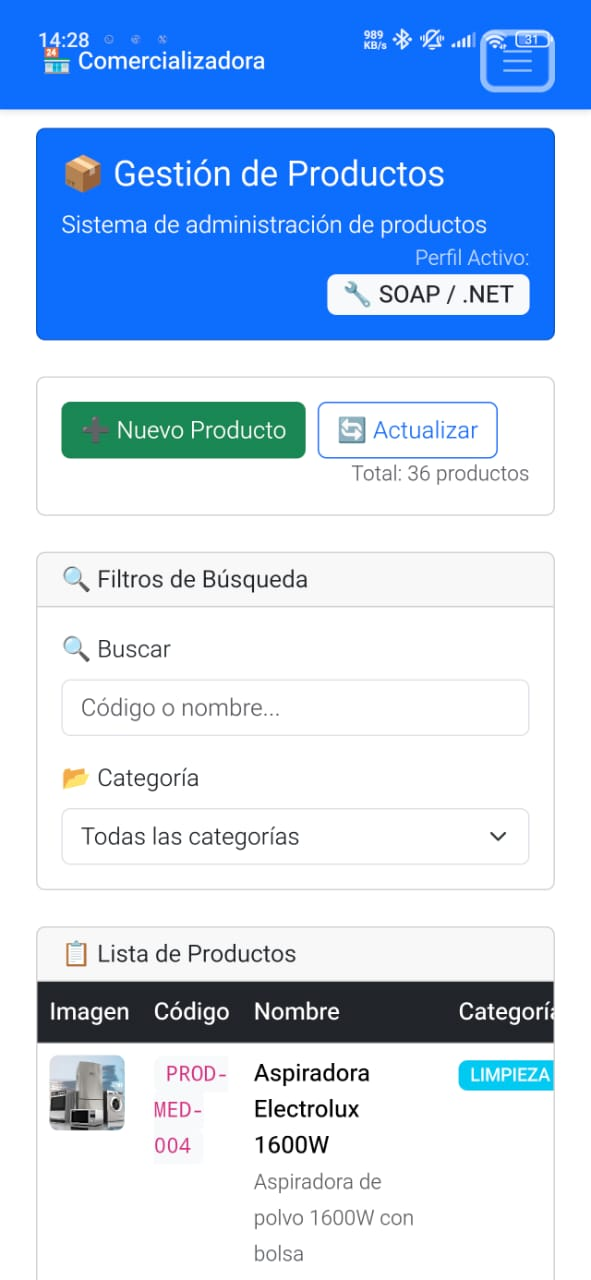 14:28
989 KB/s
31
Comercializadora
Gestión de Productos
Sistema de administración de productos
Perfil Activo:
SOAP / .NET
Nuevo Producto
Actualizar
Total: 36 productos
Filtros de Búsqueda
Buscar
Código o nombre...
Categoría
Todas las categorías
Lista de Productos
Imagen Código Nombre Categoría
PROD-
MED-
004
Aspiradora
Electrolux
1600W
Aspiradora de
polvo 1600W con
bolsa
LIMPIEZA